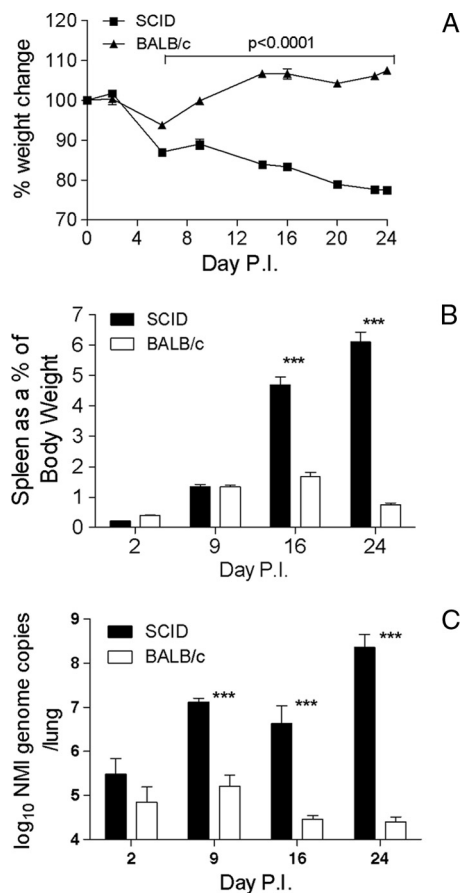 A
SCID
BALB/c
p<0.0001
% weight change
120
110
100
90
80
70
0 4 8 12 16 20 24
Day P.I.
B
SCID
BALB/c
Spleen as a % of
Body Weight
7
6
5
4
3
2
1
0
***
***
2 9 16 24
Day P.I.
C
SCID
BALB/c
log10 NMI genome copies
/lung
9
8
7
6
5
4
***
***
***
2 9 16 24
Day P.I.